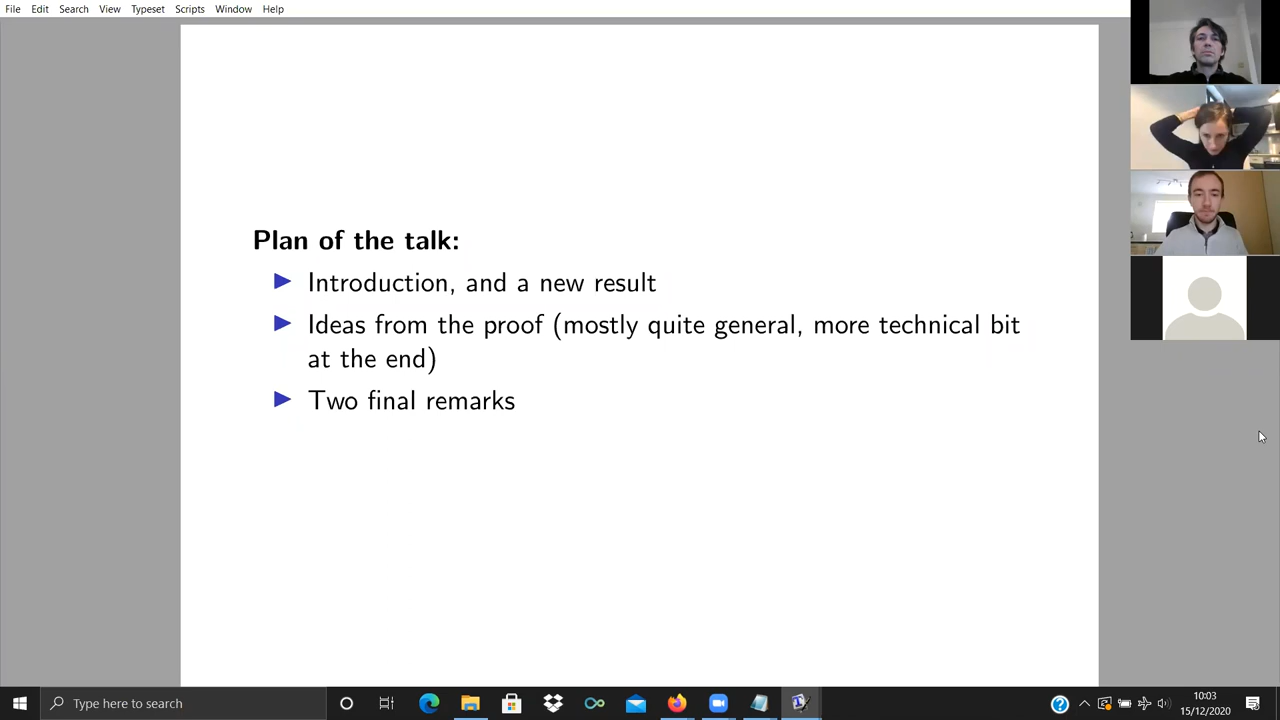 File Edit Search View Typeset Scripts Window Help
Plan of the talk:
Introduction, and a new result
Ideas from the proof (mostly quite general, more technical bit
at the end)
Two final remarks
Type here to search
10:03
15/12/2020